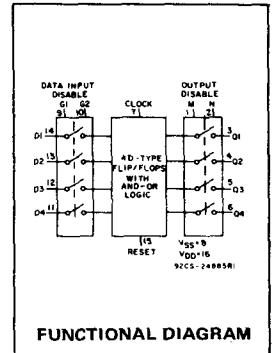 DATA INPUT
DISABLE
OUTPUT
DISABLE
G1 G2
CLOCK
M N
9 10
7
1 2
D1 14
3 Q1
D2 13
4 Q2
D3 12
5 Q3
D4 11
6 Q4
4 D-TYPE
FLIP/FLOPS
WITH
AND-OR
LOGIC
15
RESET
VSS=8
VDD=16
92CS-24885R1
FUNCTIONAL DIAGRAM